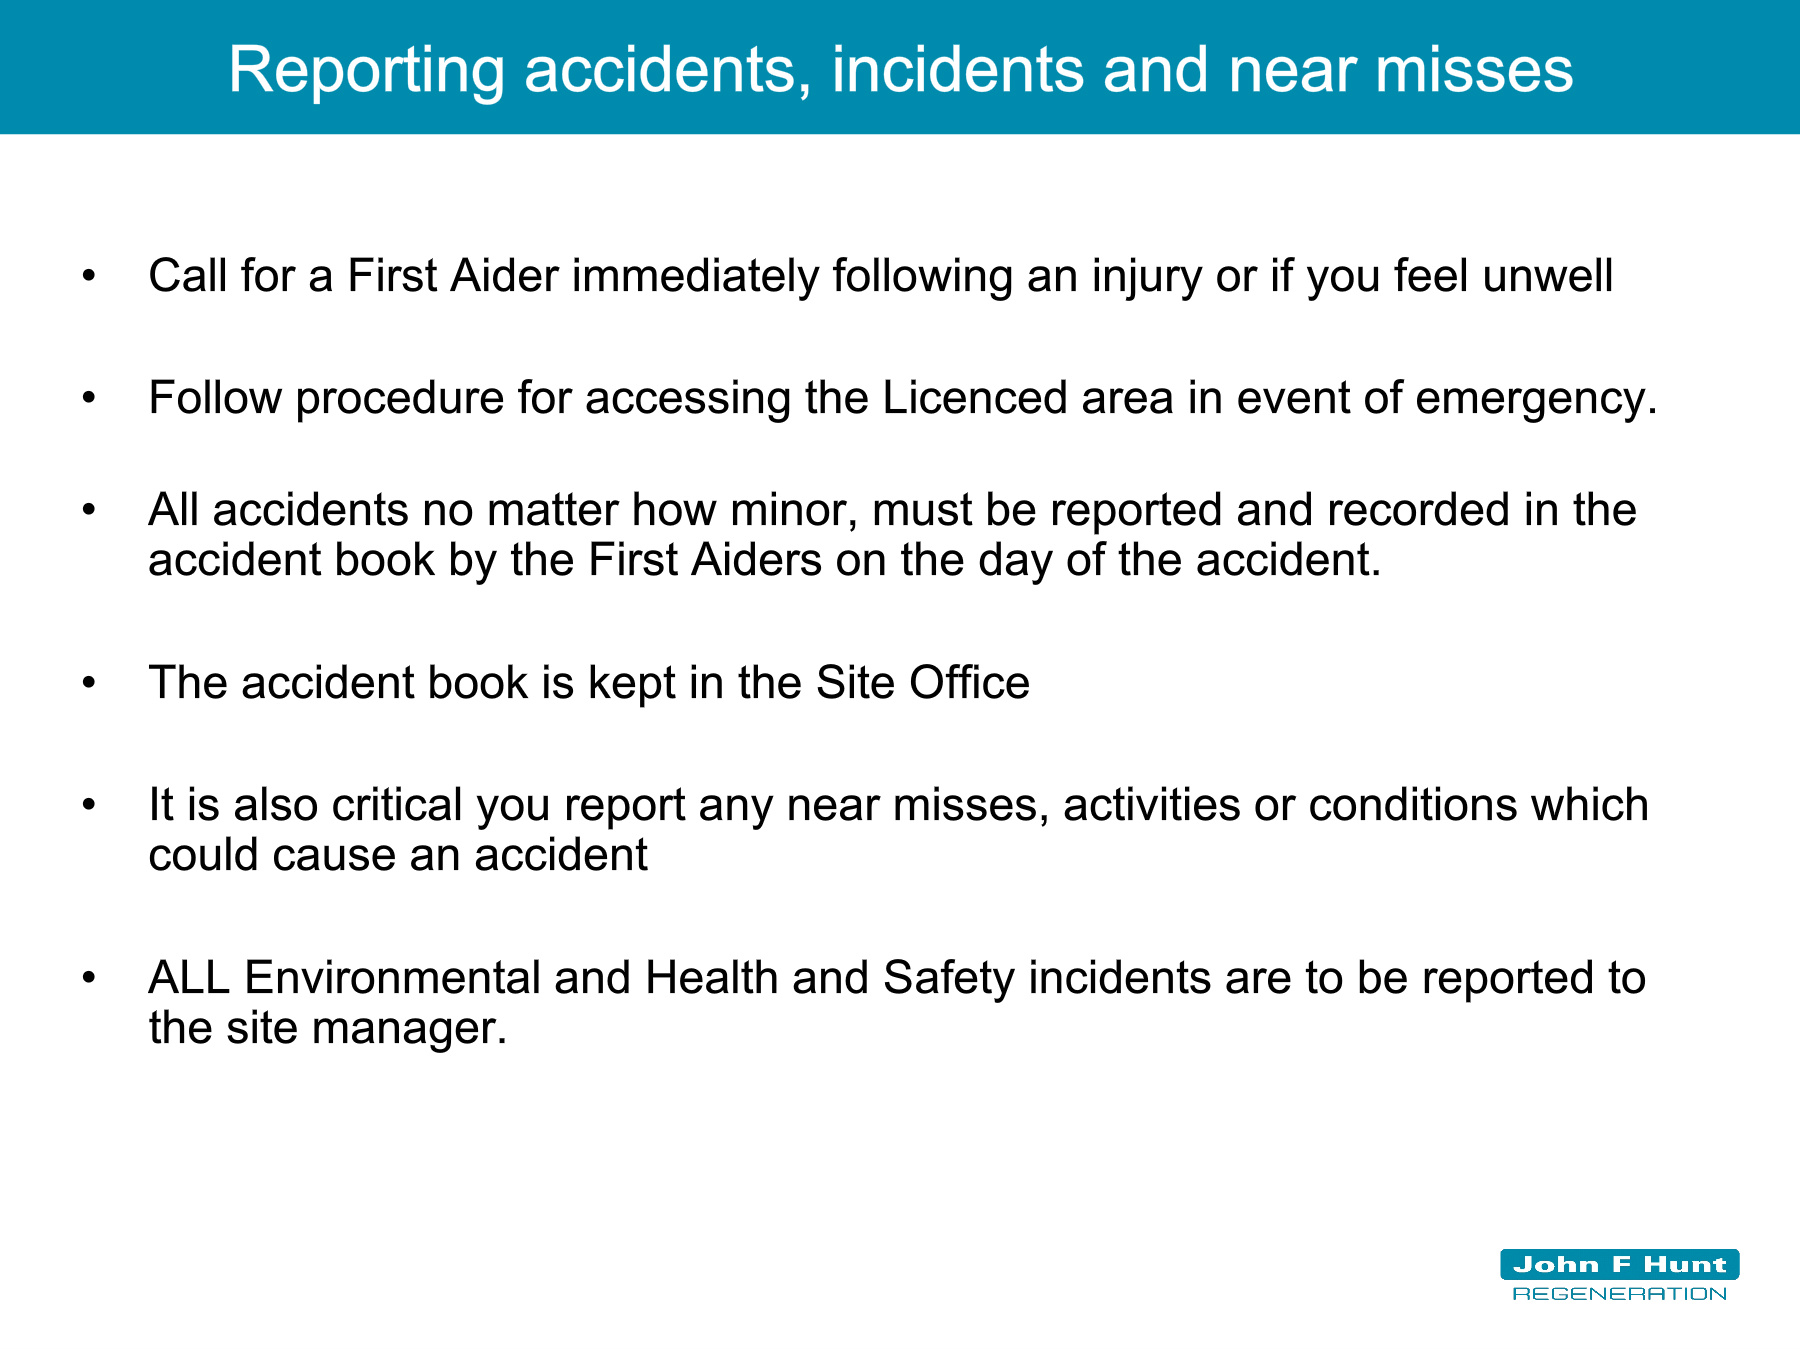 Reporting accidents, incidents and near misses
• Call for a First Aider immediately following an injury or if you feel unwell
• Follow procedure for accessing the Licenced area in event of emergency.
• All accidents no matter how minor, must be reported and recorded in the
accident book by the First Aiders on the day of the accident.
• The accident book is kept in the Site Office
• It is also critical you report any near misses, activities or conditions which
could cause an accident
• ALL Environmental and Health and Safety incidents are to be reported to
the site manager.
John F Hunt
REGENERATION